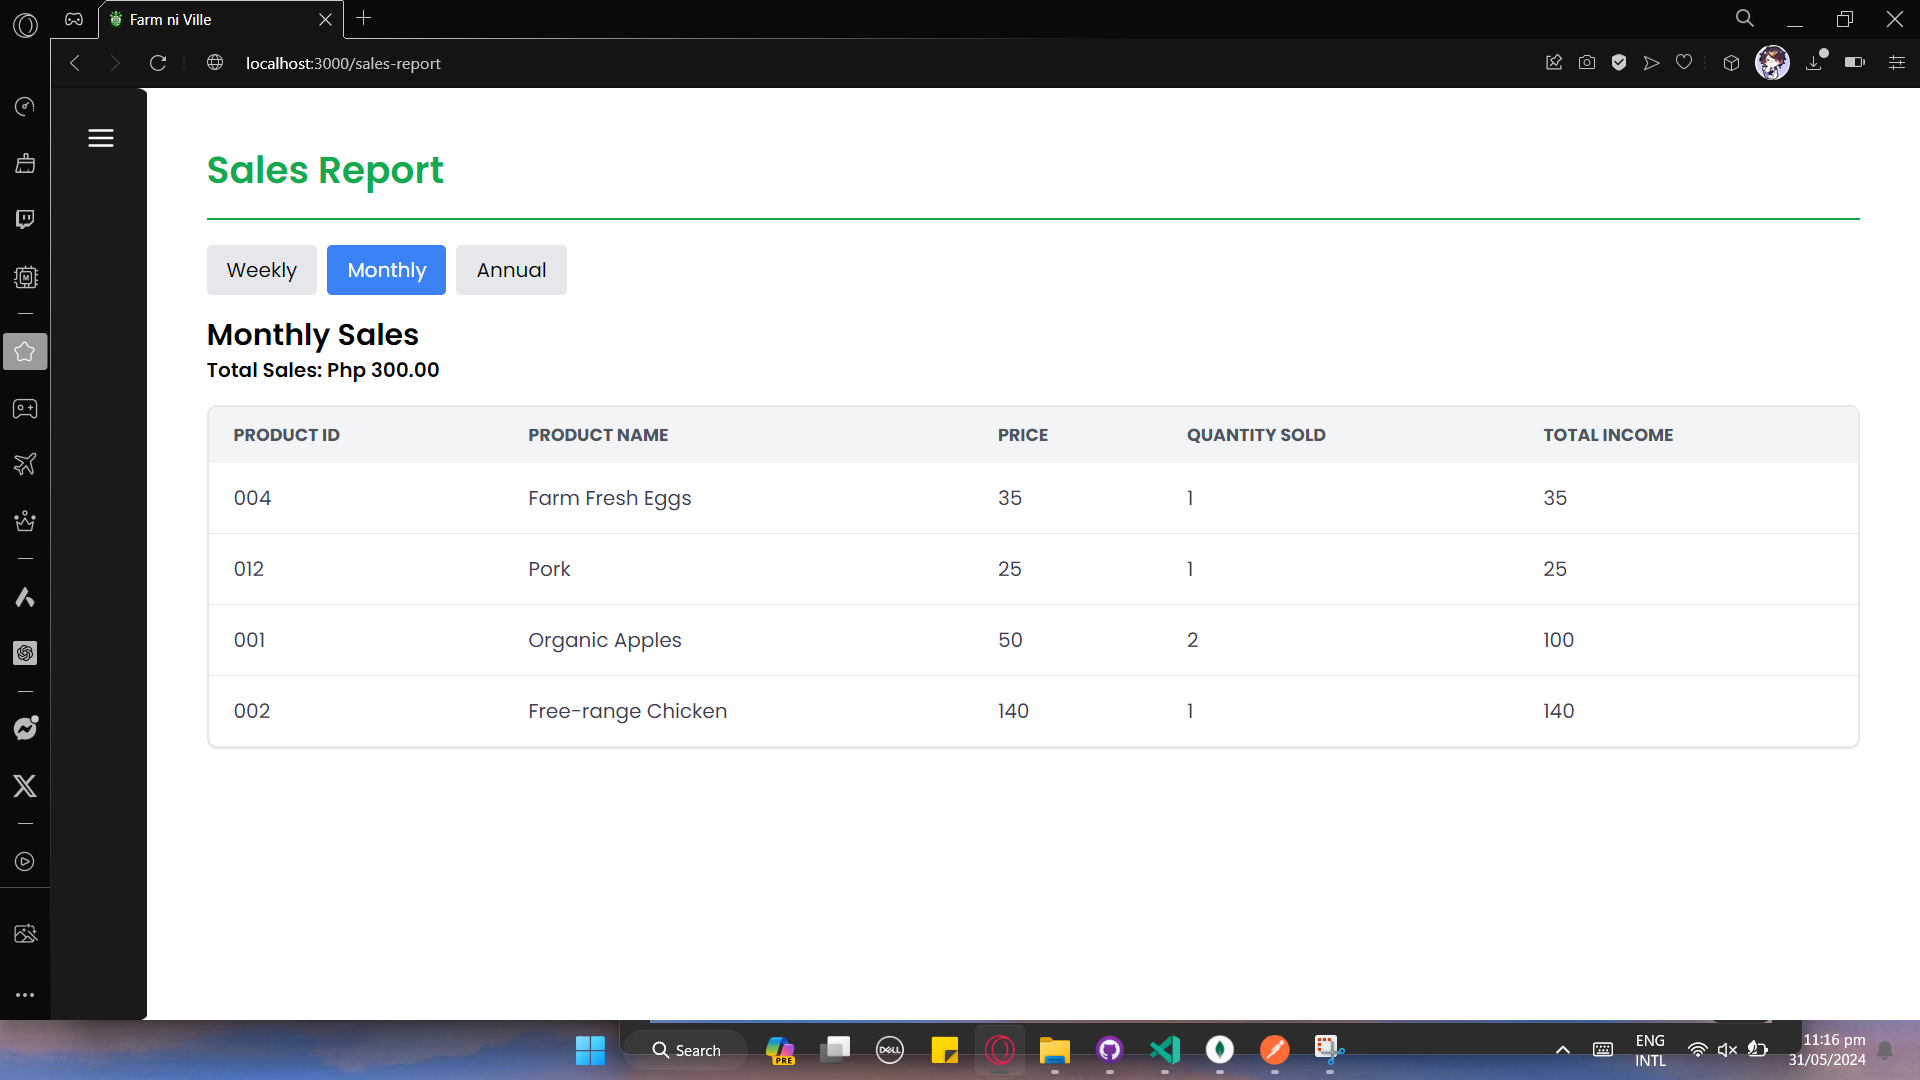 Farm ni Ville
localhost:3000/sales-report
Sales Report
Weekly Monthly Annual
Monthly Sales
Total Sales: Php 300.00
PRODUCT ID PRODUCT NAME PRICE QUANTITY SOLD TOTAL INCOME
004 Farm Fresh Eggs 35 1 35
012 Pork 25 1 25
001 Organic Apples 50 2 100
002 Free-range Chicken 140 1 140
Search
PRE
DELL
ENG
INTL
11:16 pm
31/05/2024